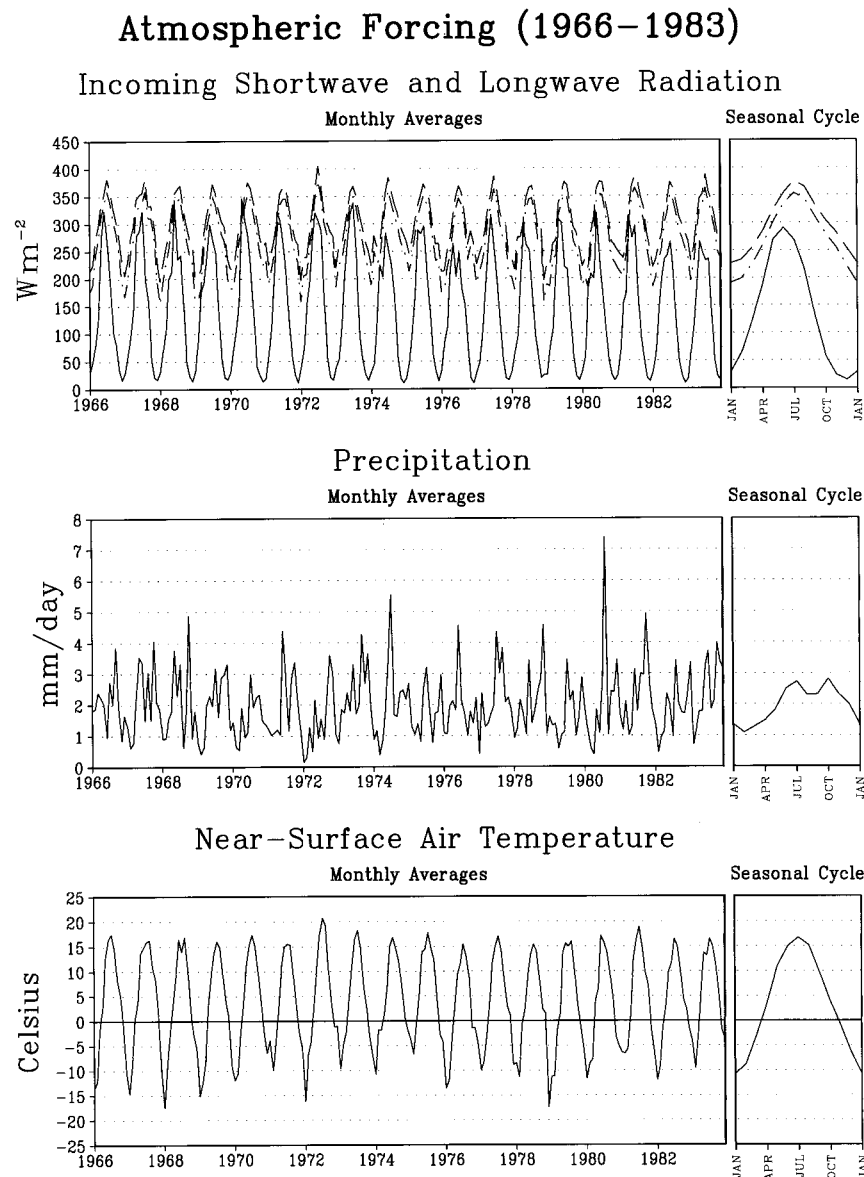 Atmospheric Forcing (1966–1983)
Incoming Shortwave and Longwave Radiation
Monthly Averages
Seasonal Cycle
Wm⁻²
450
400
350
300
250
200
150
100
50
0
1966 1968 1970 1972 1974 1976 1978 1980 1982
JAN APR JUL OCT JAN
Precipitation
Monthly Averages
Seasonal Cycle
mm/day
8
7
6
5
4
3
2
1
0
1966 1968 1970 1972 1974 1976 1978 1980 1982
JAN APR JUL OCT JAN
Near–Surface Air Temperature
Monthly Averages
Seasonal Cycle
Celsius
25
20
15
10
5
0
-5
-10
-15
-20
-25
1966 1968 1970 1972 1974 1976 1978 1980 1982
JAN APR JUL OCT JAN